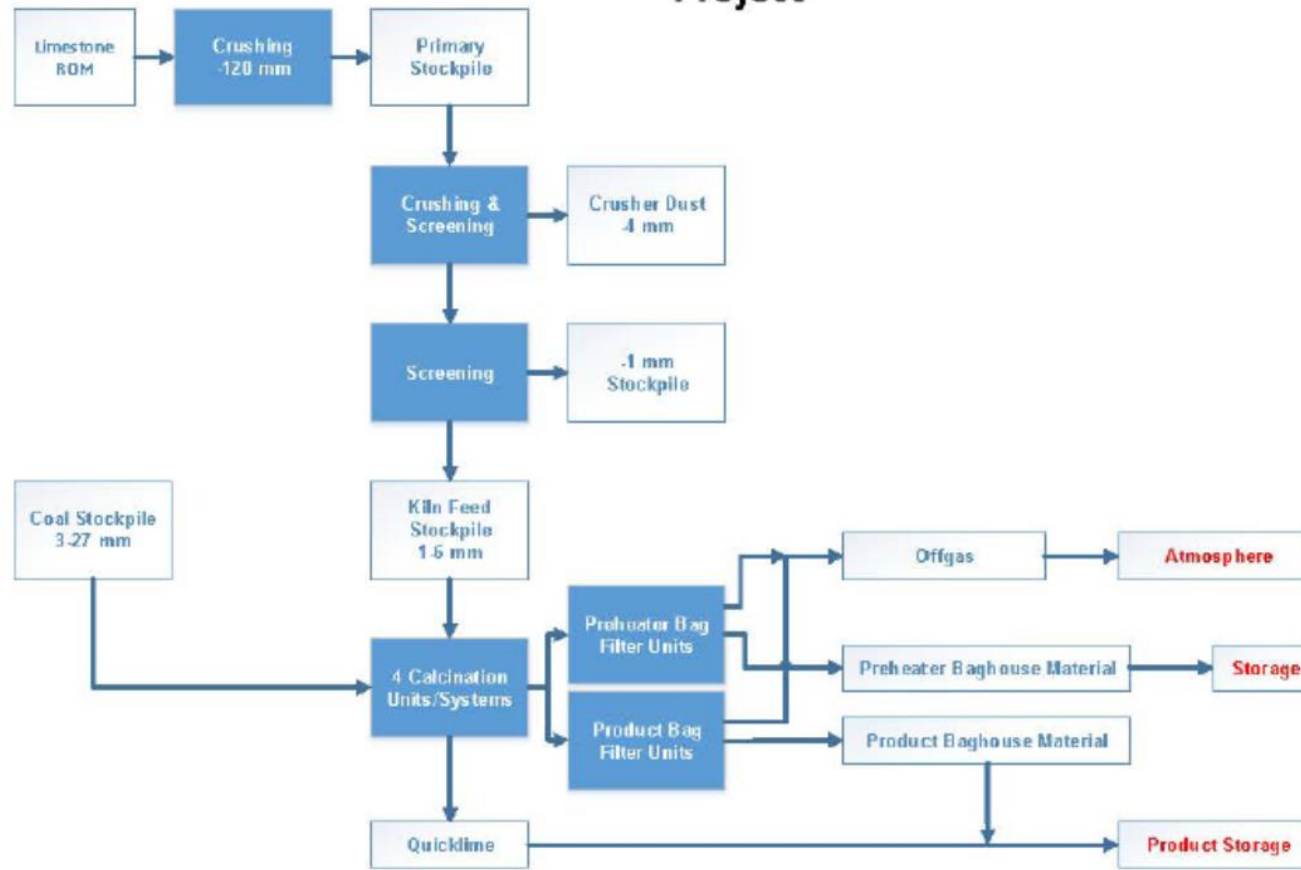 Project
Limestone
ROM
Crushing
-120 mm
Primary
Stockpile
Crushing &
Screening
Crusher Dust
-4 mm
Screening
-1 mm
Stockpile
Coal Stockpile
3-27 mm
Kiln Feed
Stockpile
1-6 mm
Preheater Bag
Filter Units
Offgas
Atmosphere
4 Calcination
Units/Systems
Preheater Baghouse Material
Storage
Product Bag
Filter Units
Product Baghouse Material
Quicklime
Product Storage